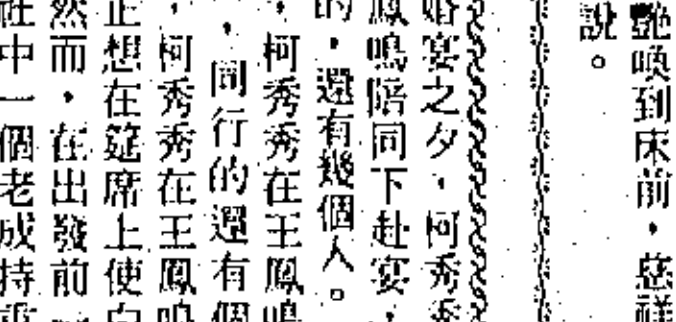 艷喚到床前，慈祥
說。
婚宴之夕，柯秀秀
鳳鳴陪同下赴宴，
的，還有幾個人。
，柯秀秀在王鳳鳴
，同行的還有個
，柯秀秀在王鳳鳴
正想在筵席上使
然而，在出發前，
社中一個老成持重